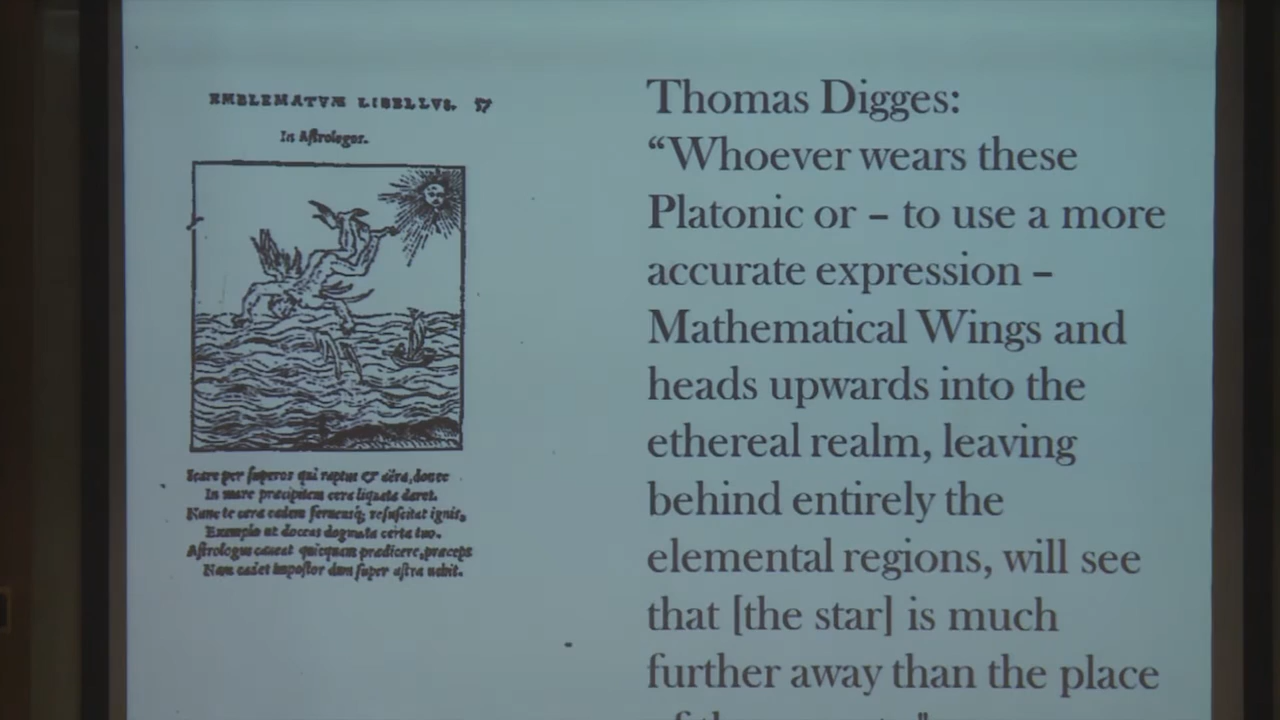 EMBLEMATVM LIBELLVS. 57
In Astrologos.
Icare per superos qui raptus & aëra, donec
In mare præcipitem cera liquata daret.
Nunc te cera eadem fervensq; resuscitat ignis,
Exemplo ut doceas dogmata certa tuo.
Astrologus caveat quicquam prædicere, præceps
Nam cadet impostor dum super astra vehit.
Thomas Digges:
“Whoever wears these
Platonic or – to use a more
accurate expression –
Mathematical Wings and
heads upwards into the
ethereal realm, leaving
behind entirely the
elemental regions, will see
that [the star] is much
further away than the place